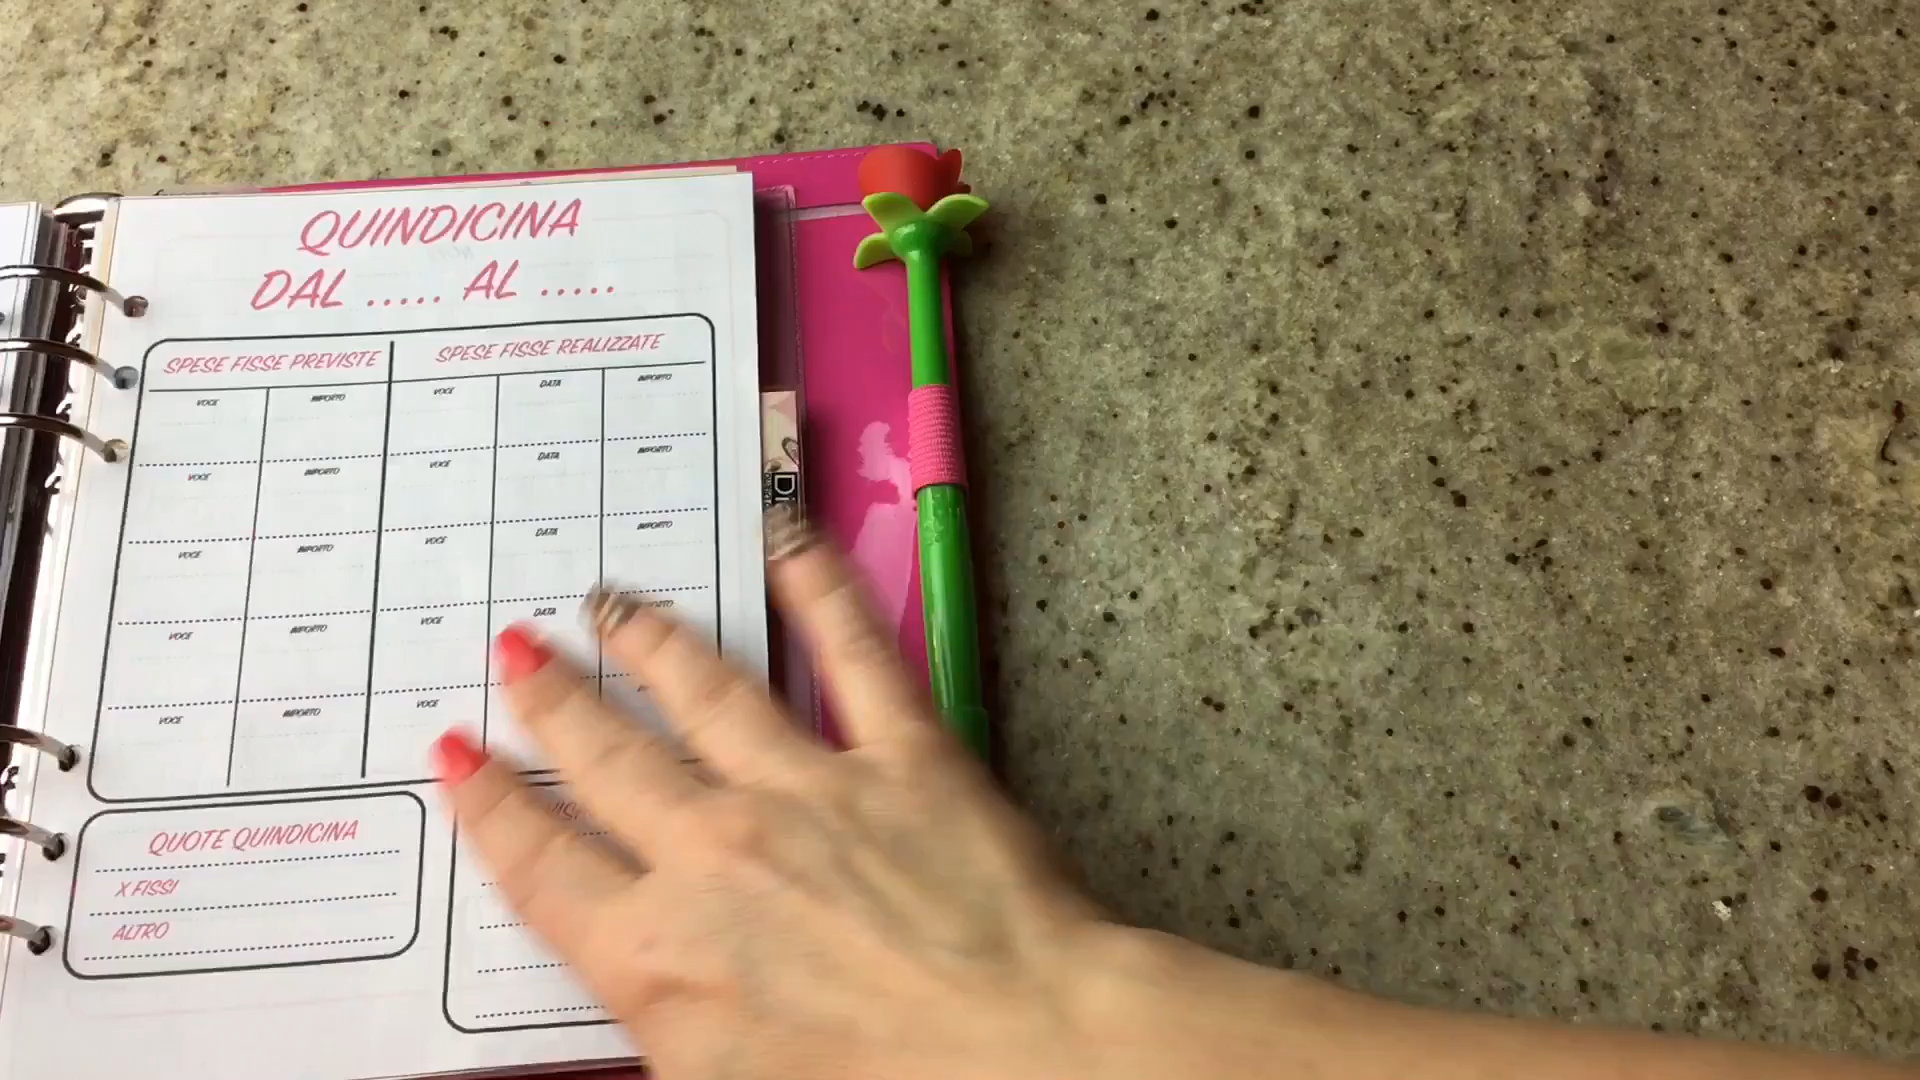 QUINDICINA
DAL ..... AL .....
SPESE FISSE PREVISTE SPESE FISSE REALIZZATE
VOCE IMPORTO VOCE DATA IMPORTO
VOCE IMPORTO VOCE DATA IMPORTO
VOCE IMPORTO VOCE DATA IMPORTO
VOCE IMPORTO VOCE DATA
VOCE IMPORTO VOCE
QUOTE QUINDICINA
X FISSI
ALTRO